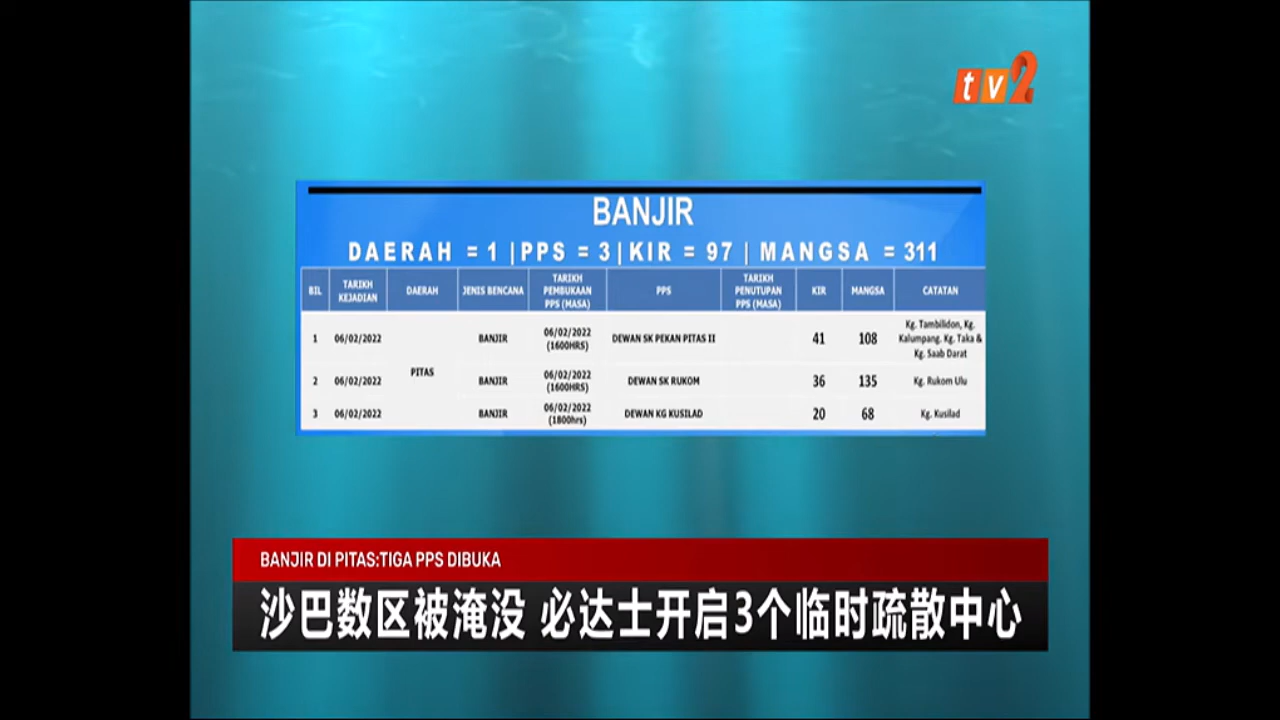 tv2
BANJIR
DAERAH = 1 |PPS = 3|KIR = 97 | MANGSA = 311
BIL TARIKH KEJADIAN DAERAH JENIS BENCANA TARIKH PEMBUKAAN PPS (MASA) PPS TARIKH PENUTUPAN PPS (MASA) KIR MANGSA CATATAN
1 06/02/2022 PITAS BANJIR 06/02/2022 (1600HRS) DEWAN SK PEKAN PITAS II 41 108 Kg. Tambilidon, Kg. Kalumpang. Kg. Taka & Kg. Saab Darat
2 06/02/2022 BANJIR 06/02/2022 (1600HRS) DEWAN SK RUKOM 36 135 Kg. Rukom Ulu
3 06/02/2022 BANJIR 06/02/2022 (1800hrs) DEWAN KG KUSILAD 20 68 Kg. Kusilad
BANJIR DI PITAS:TIGA PPS DIBUKA
沙巴数区被淹没 必达士开启3个临时疏散中心